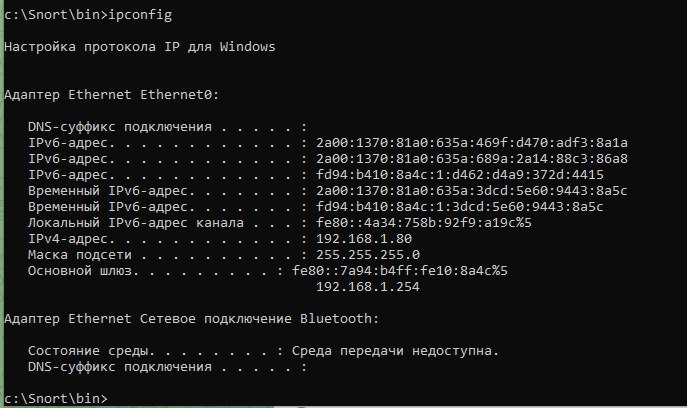 c:\Snort\bin>ipconfig
Настройка протокола IP для Windows
Адаптер Ethernet Ethernet0:
DNS-суффикс подключения . . . . . :
IPv6-адрес. . . . . . . . . . . . : 2a00:1370:81a0:635a:469f:d470:adf3:8a1a
IPv6-адрес. . . . . . . . . . . . : 2a00:1370:81a0:635a:689a:2a14:88c3:86a8
IPv6-адрес. . . . . . . . . . . . : fd94:b410:8a4c:1:d462:d4a9:372d:4415
Временный IPv6-адрес. . . . . . . : 2a00:1370:81a0:635a:3dcd:5e60:9443:8a5c
Временный IPv6-адрес. . . . . . . : fd94:b410:8a4c:1:3dcd:5e60:9443:8a5c
Локальный IPv6-адрес канала . . . : fe80::4a34:758b:92f9:a19c%5
IPv4-адрес. . . . . . . . . . . . : 192.168.1.80
Маска подсети . . . . . . . . . . : 255.255.255.0
Основной шлюз. . . . . . . . . : fe80::7a94:b4ff:fe10:8a4c%5
192.168.1.254
Адаптер Ethernet Сетевое подключение Bluetooth:
Состояние среды. . . . . . . . : Среда передачи недоступна.
DNS-суффикс подключения . . . . . :
c:\Snort\bin>